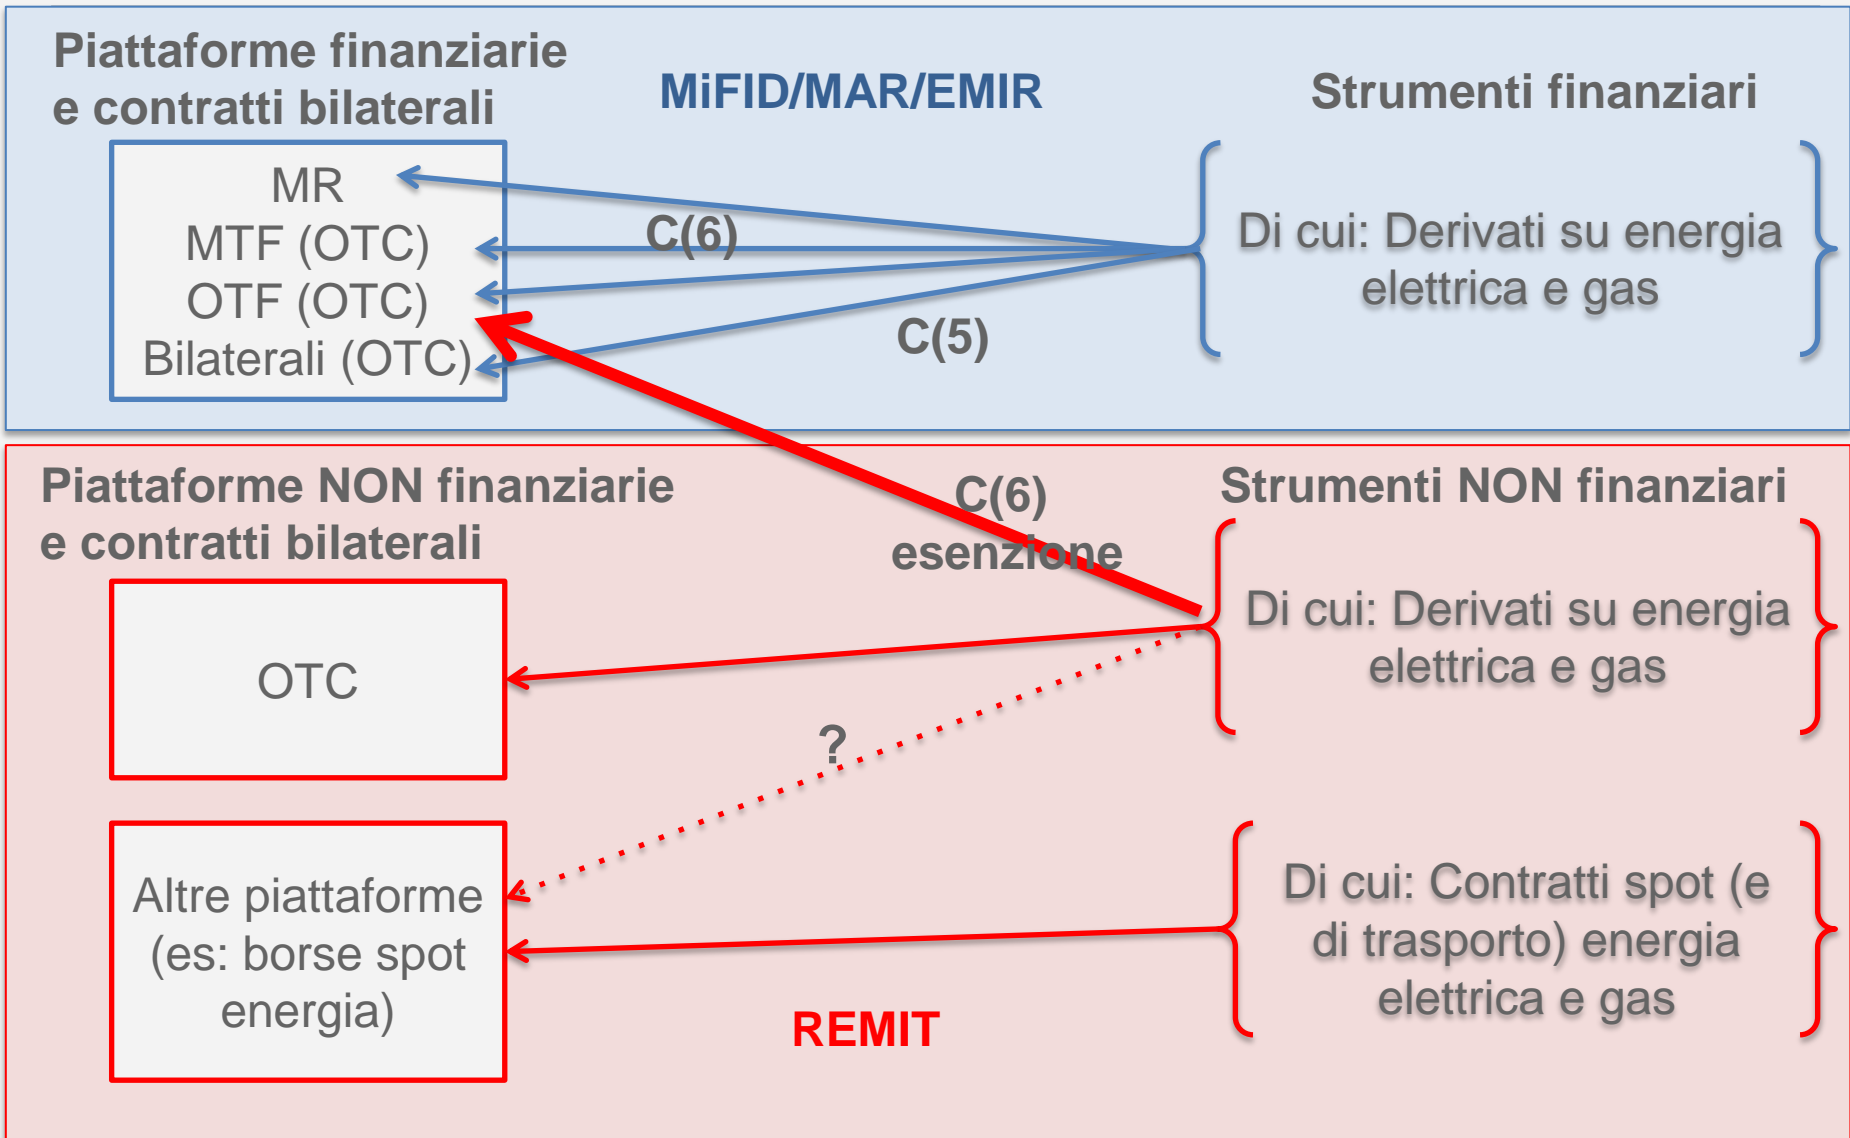 Piattaforme finanziarie
e contratti bilaterali
MiFID/MAR/EMIR
Strumenti finanziari
MR
MTF (OTC)
OTF (OTC)
Bilaterali (OTC)
C(6)
C(5)
Di cui: Derivati su energia
elettrica e gas
Piattaforme NON finanziarie
e contratti bilaterali
C(6)
esenzione
Strumenti NON finanziari
OTC
Di cui: Derivati su energia
elettrica e gas
?
Altre piattaforme
(es: borse spot
energia)
Di cui: Contratti spot (e
di trasporto) energia
elettrica e gas
REMIT